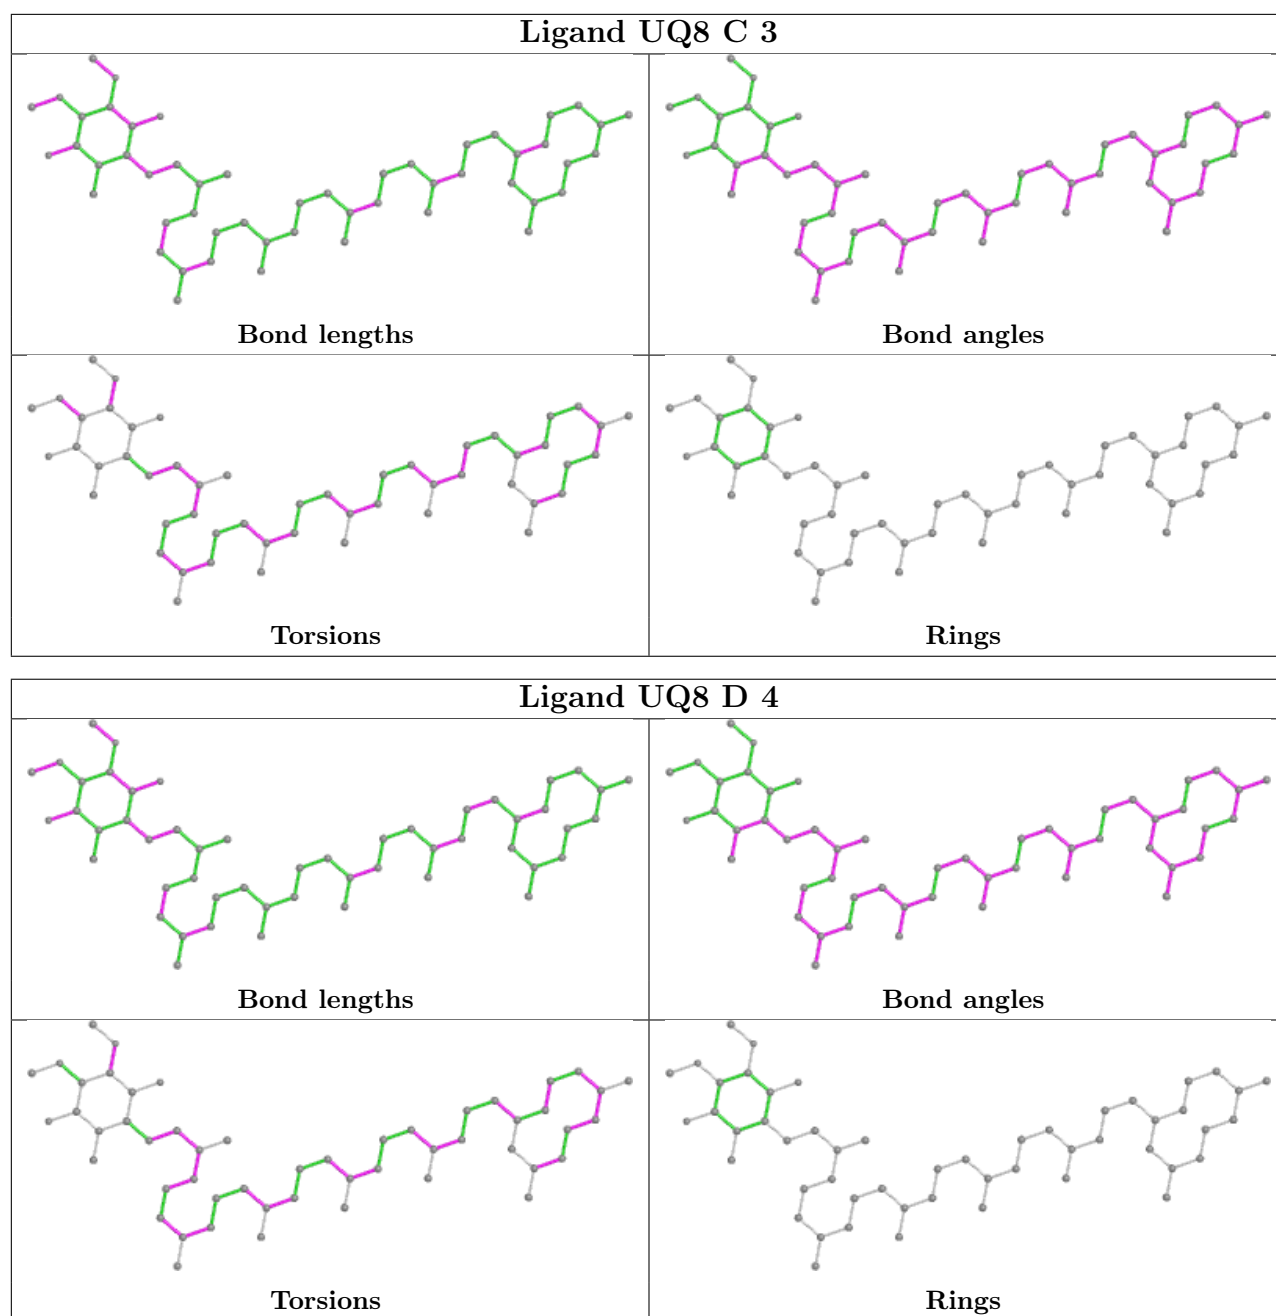 Ligand UQ8 C 3
Bond lengths
Bond angles
Torsions
Rings
Ligand UQ8 D 4
Bond lengths
Bond angles
Torsions
Rings